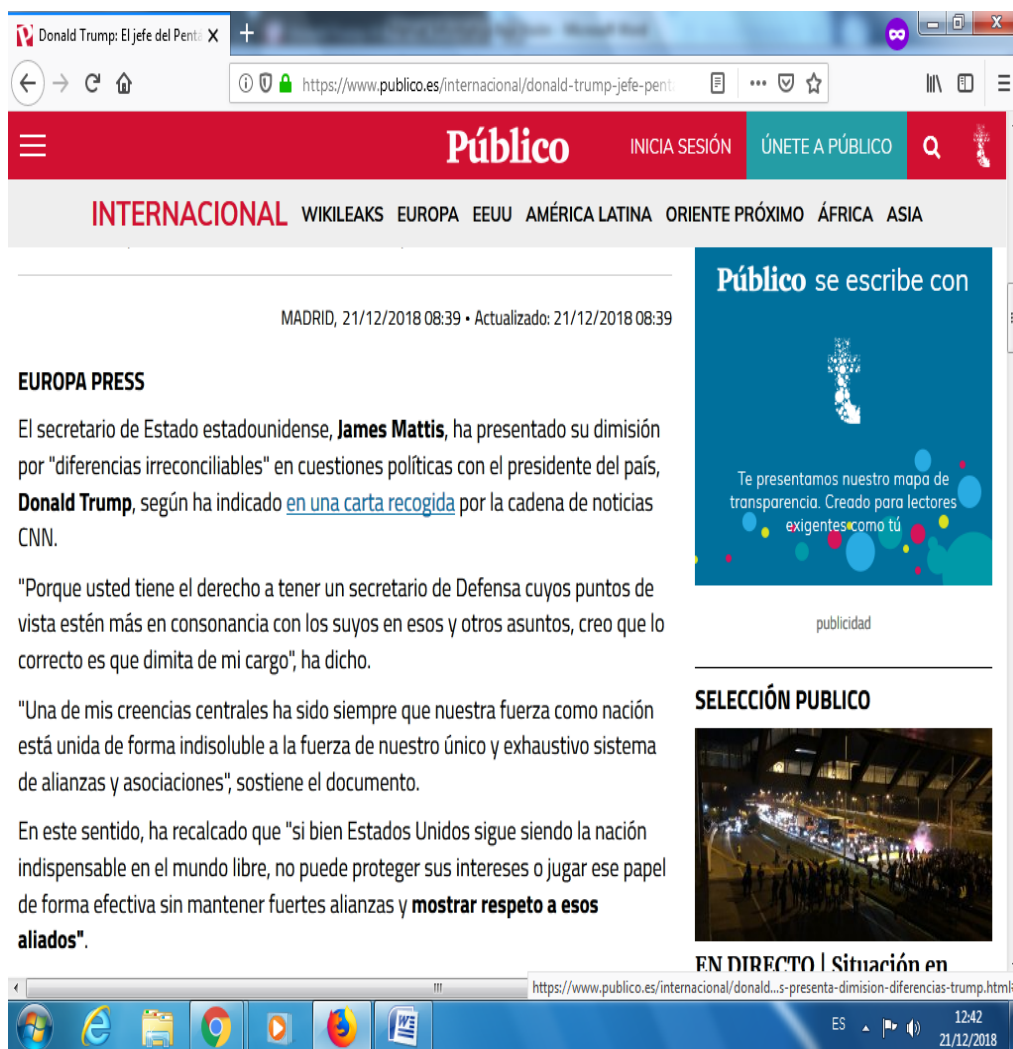 Donald Trump: El jefe del Pentá
https://www.publico.es/internacional/donald-trump-jefe-penta
Público
INICIA SESIÓN
ÚNETE A PÚBLICO
INTERNACIONAL WIKILEAKS EUROPA EEUU AMÉRICA LATINA ORIENTE PRÓXIMO ÁFRICA ASIA
MADRID, 21/12/2018 08:39 • Actualizado: 21/12/2018 08:39
EUROPA PRESS
El secretario de Estado estadounidense, James Mattis, ha presentado su dimisión
por "diferencias irreconciliables" en cuestiones políticas con el presidente del país,
Donald Trump, según ha indicado en una carta recogida por la cadena de noticias
CNN.
"Porque usted tiene el derecho a tener un secretario de Defensa cuyos puntos de
vista estén más en consonancia con los suyos en esos y otros asuntos, creo que lo
correcto es que dimita de mi cargo", ha dicho.
"Una de mis creencias centrales ha sido siempre que nuestra fuerza como nación
está unida de forma indisoluble a la fuerza de nuestro único y exhaustivo sistema
de alianzas y asociaciones", sostiene el documento.
En este sentido, ha recalcado que "si bien Estados Unidos sigue siendo la nación
indispensable en el mundo libre, no puede proteger sus intereses o jugar ese papel
de forma efectiva sin mantener fuertes alianzas y mostrar respeto a esos
aliados".
Público se escribe con
t
Te presentamos nuestro mapa de
transparencia. Creado para lectores
exigentes como tú
publicidad
SELECCIÓN PUBLICO
EN DIRECTO | Situación en
https://www.publico.es/internacional/donald...s-presenta-dimision-diferencias-trump.html
ES
12:42
21/12/2018